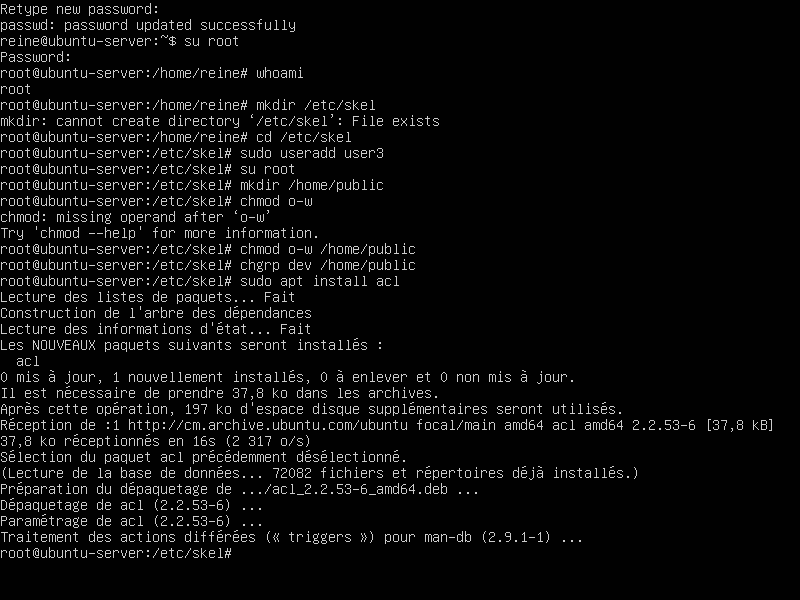 Retype new password:
passwd: password updated successfully
reine@ubuntu-server:~$ su root
Password:
root@ubuntu-server:/home/reine# whoami
root
root@ubuntu-server:/home/reine# mkdir /etc/skel
mkdir: cannot create directory ‘/etc/skel’: File exists
root@ubuntu-server:/home/reine# cd /etc/skel
root@ubuntu-server:/etc/skel# sudo useradd user3
root@ubuntu-server:/etc/skel# su root
root@ubuntu-server:/etc/skel# mkdir /home/public
root@ubuntu-server:/etc/skel# chmod o-w
chmod: missing operand after ‘o-w’
Try 'chmod --help' for more information.
root@ubuntu-server:/etc/skel# chmod o-w /home/public
root@ubuntu-server:/etc/skel# chgrp dev /home/public
root@ubuntu-server:/etc/skel# sudo apt install acl
Lecture des listes de paquets... Fait
Construction de l'arbre des dépendances
Lecture des informations d'état... Fait
Les NOUVEAUX paquets suivants seront installés :
  acl
0 mis à jour, 1 nouvellement installés, 0 à enlever et 0 non mis à jour.
Il est nécessaire de prendre 37,8 ko dans les archives.
Après cette opération, 197 ko d'espace disque supplémentaires seront utilisés.
Réception de :1 http://cm.archive.ubuntu.com/ubuntu focal/main amd64 acl amd64 2.2.53-6 [37,8 kB]
37,8 ko réceptionnés en 16s (2 317 o/s)
Sélection du paquet acl précédemment désélectionné.
(Lecture de la base de données... 72082 fichiers et répertoires déjà installés.)
Préparation du dépaquetage de .../acl_2.2.53-6_amd64.deb ...
Dépaquetage de acl (2.2.53-6) ...
Paramétrage de acl (2.2.53-6) ...
Traitement des actions différées (« triggers ») pour man-db (2.9.1-1) ...
root@ubuntu-server:/etc/skel#